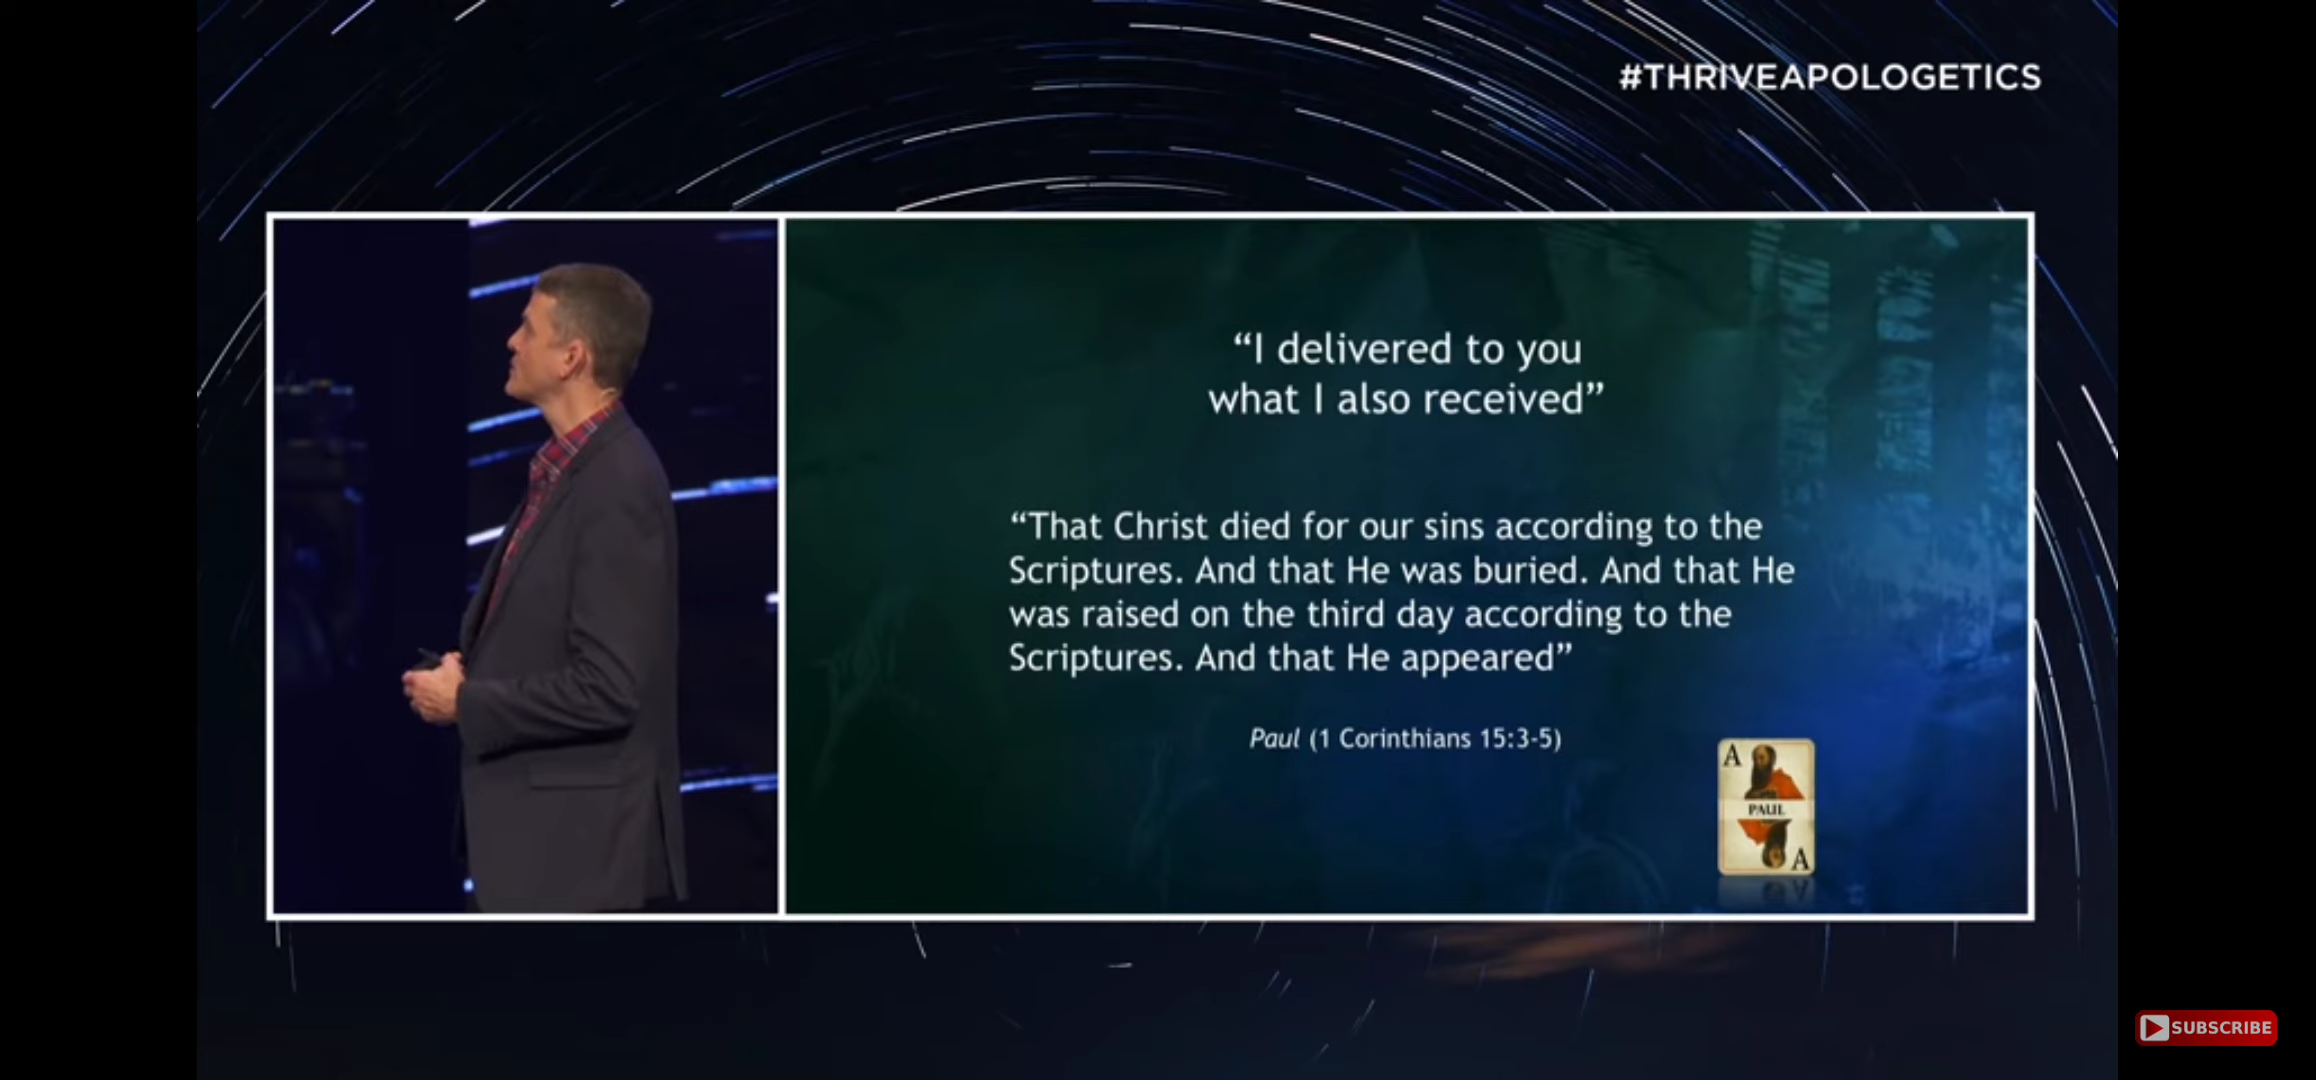 #THRIVEAPOLOGETICS
“I delivered to you
what I also received”
“That Christ died for our sins according to the
Scriptures. And that He was buried. And that He
was raised on the third day according to the
Scriptures. And that He appeared”
Paul (1 Corinthians 15:3-5)
A
PAUL
A
SUBSCRIBE